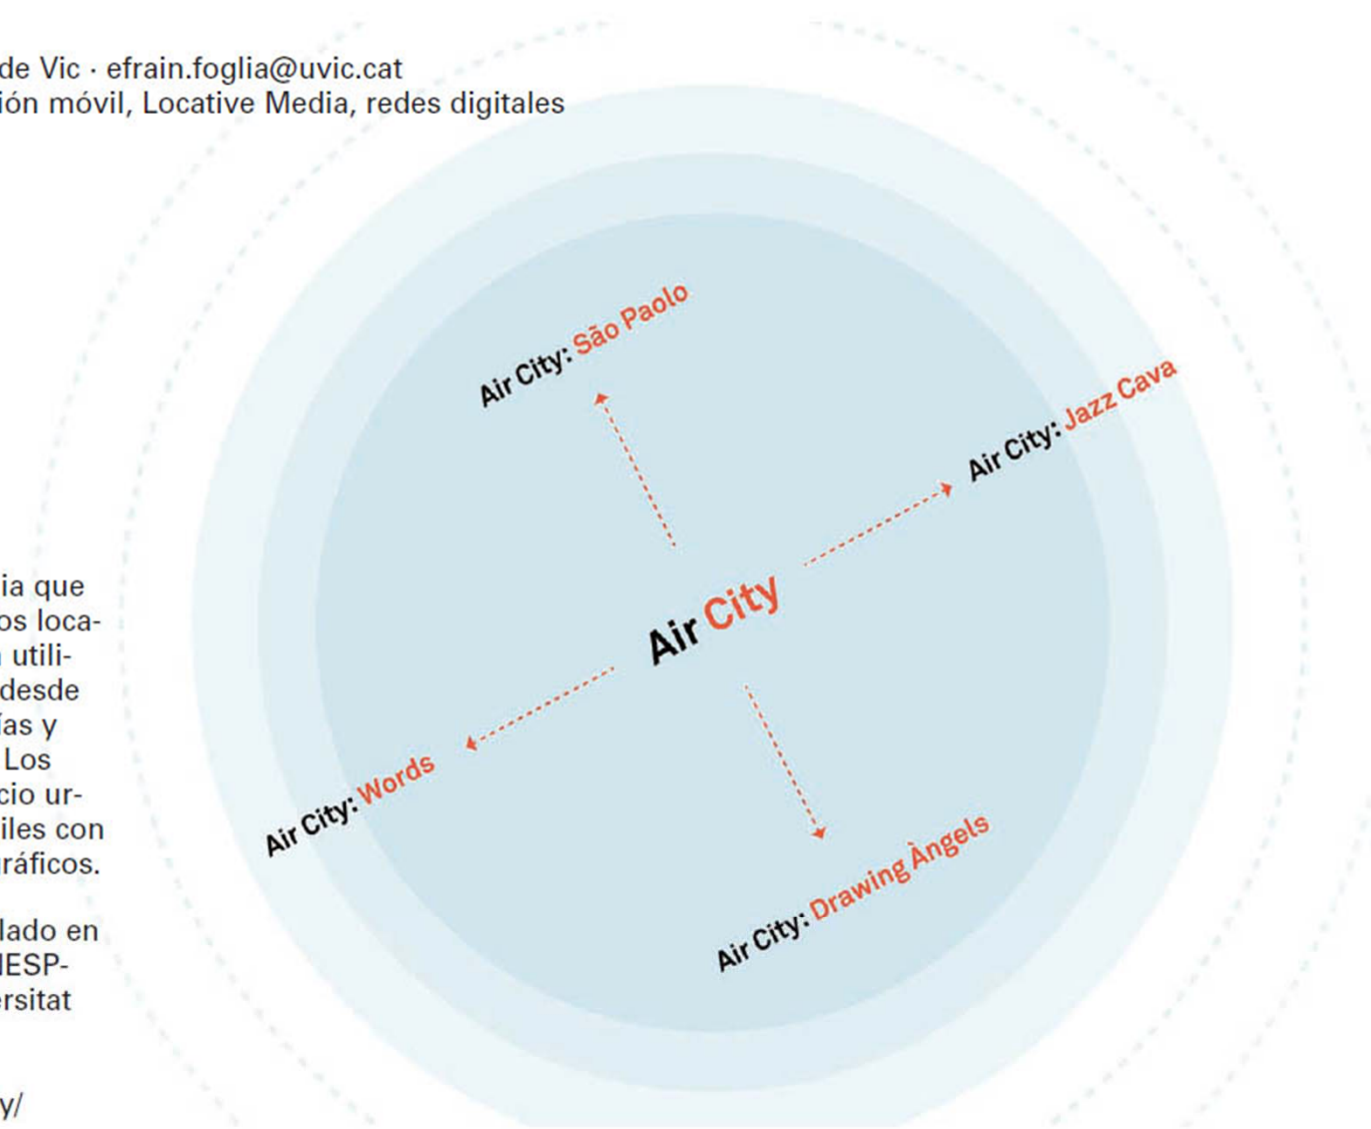 de Vic · efrain.foglia@uvic.cat
ión móvil, Locative Media, redes digitales
Air City: São Paolo
Air City: Jazz Cava
Air City
Air City: Words
Air City: Drawing Àngels
ia que
os loca-
utili-
desde
ías y
Los
cio ur-
iles con
ráficos.
lado en
IESP-
ersitat
y/